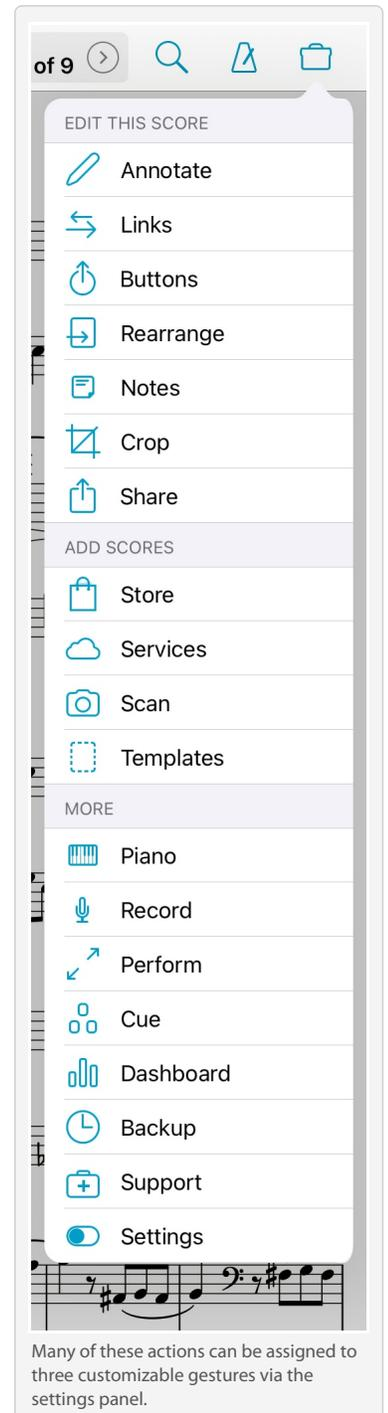 of 9
EDIT THIS SCORE
Annotate
Links
Buttons
Rearrange
Notes
Crop
Share
ADD SCORES
Store
Services
Scan
Templates
MORE
Piano
Record
Perform
Cue
Dashboard
Backup
Support
Settings
Many of these actions can be assigned to
three customizable gestures via the
settings panel.